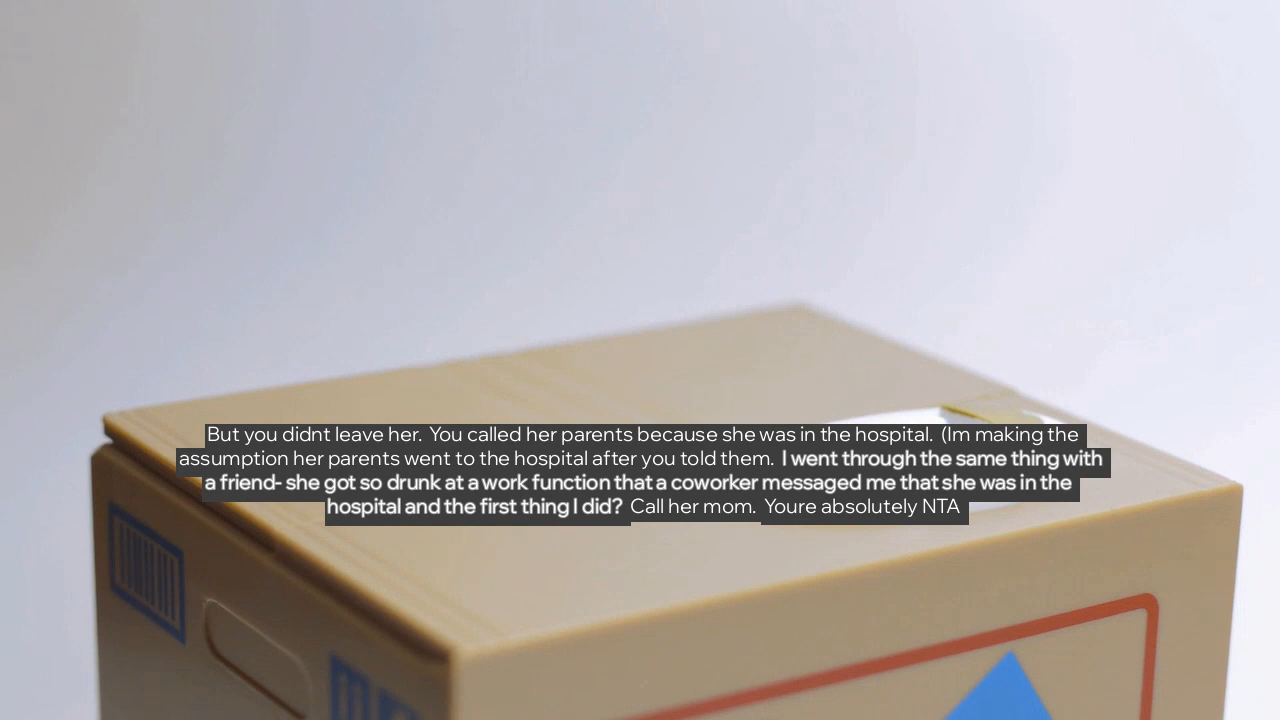 But you didnt leave her.  You called her parents because she was in the hospital.  (Im making the
assumption her parents went to the hospital after you told them.  I went through the same thing with
a friend- she got so drunk at a work function that a coworker messaged me that she was in the
hospital and the first thing I did?  Call her mom.  Youre absolutely NTA